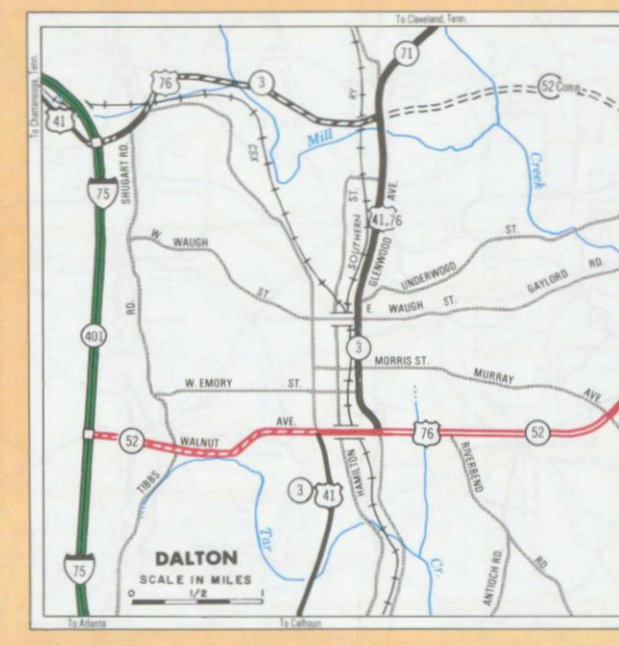 To Cleveland, Tenn.
71
76
3
RY
52 Conn.
To Chattanooga, Tenn.
41
Mill
CSX
SHUGART RD.
Creek
75
ST.
AVE.
41,76
SOUTHERN
GLENWOOD
W. WAUGH
ST.
UNDERWOOD
ST.
GAYLORD RD.
RD.
E. WAUGH ST.
401
3
MORRIS ST.
MURRAY
AVE.
W. EMORY ST.
52
WALNUT
AVE.
76
52
TIBBS
HAMILTON
RIVERBEND
3
41
Tar
Cr.
DALTON
SCALE IN MILES
0 1/2 1
75
ANTIOCH RD.
RD
To Atlanta
To Calhoun